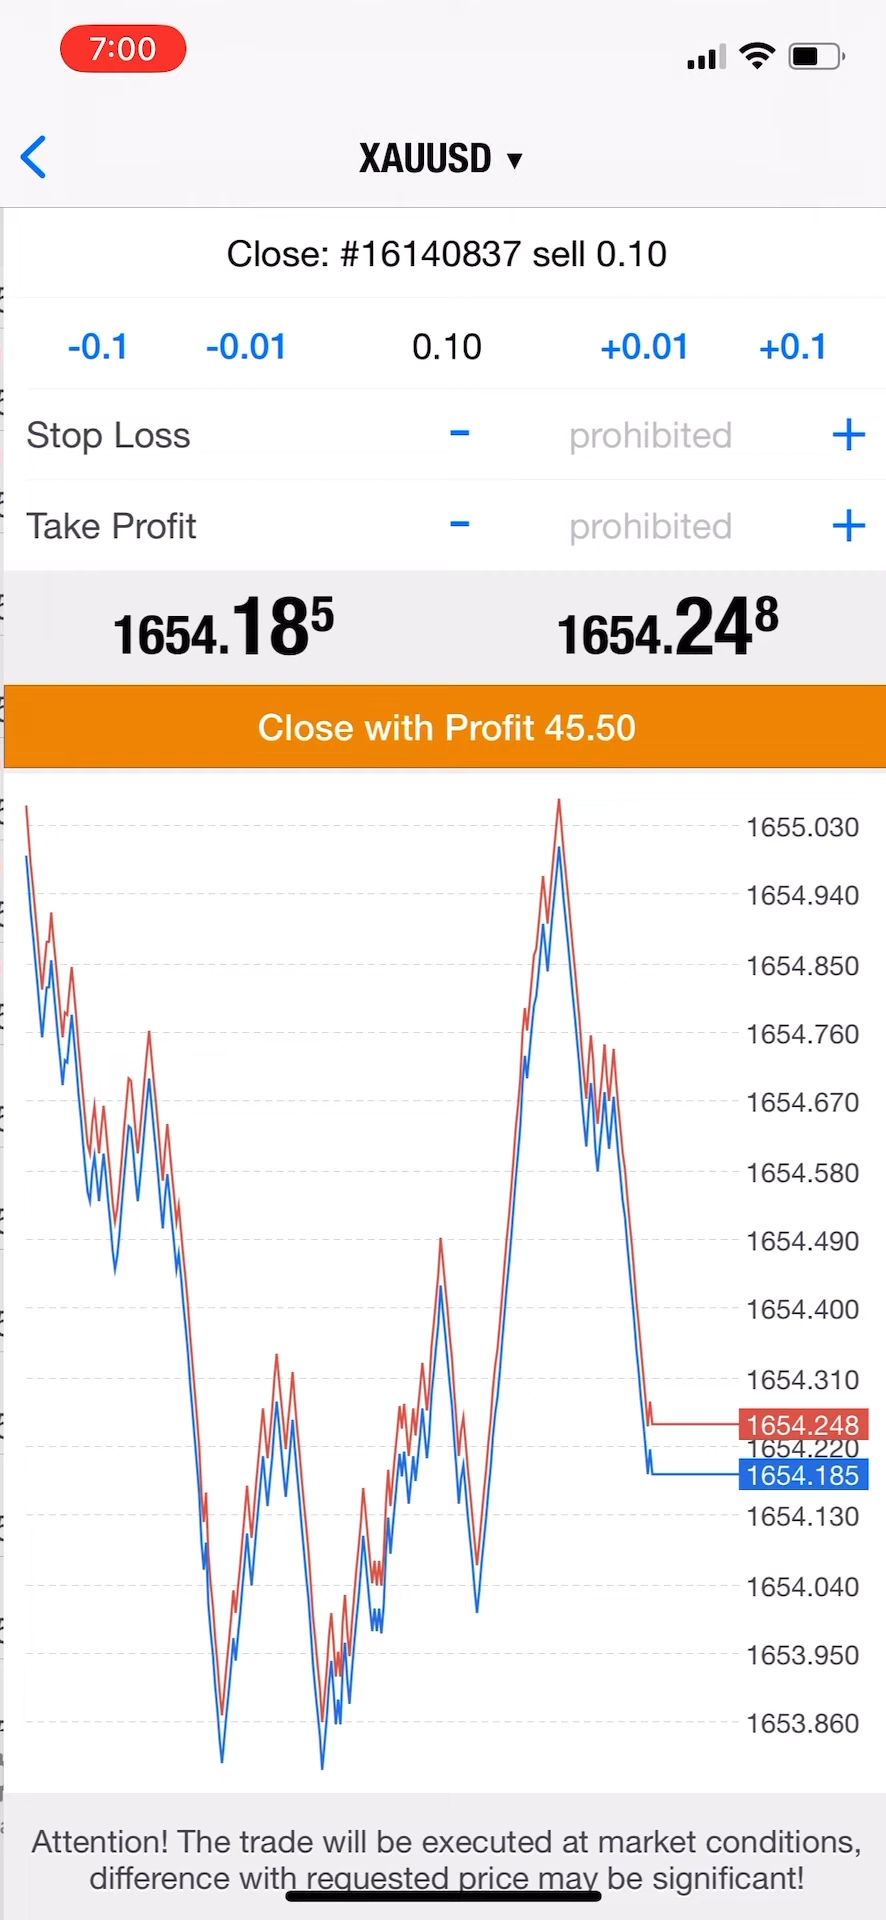 7:00
XAUUSD ▼
Close: #16140837 sell 0.10
-0.1 -0.01 0.10 +0.01 +0.1
Stop Loss - prohibited +
Take Profit - prohibited +
1654.185 1654.248
Close with Profit 45.50
1655.030
1654.940
1654.850
1654.760
1654.670
1654.580
1654.490
1654.400
1654.310
1654.248
1654.220
1654.185
1654.130
1654.040
1653.950
1653.860
Attention! The trade will be executed at market conditions,
difference with requested price may be significant!